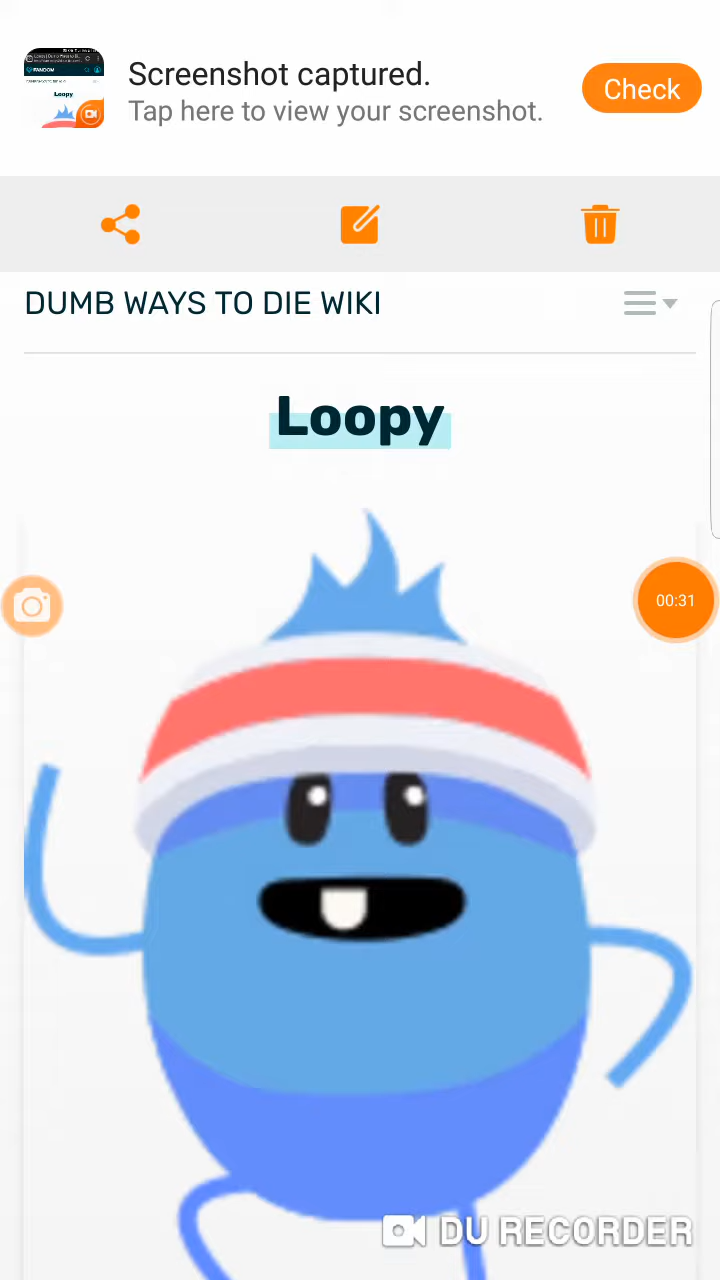 Screenshot captured.
Tap here to view your screenshot.
Check
DUMB WAYS TO DIE WIKI
Loopy
00:31
DU RECORDER